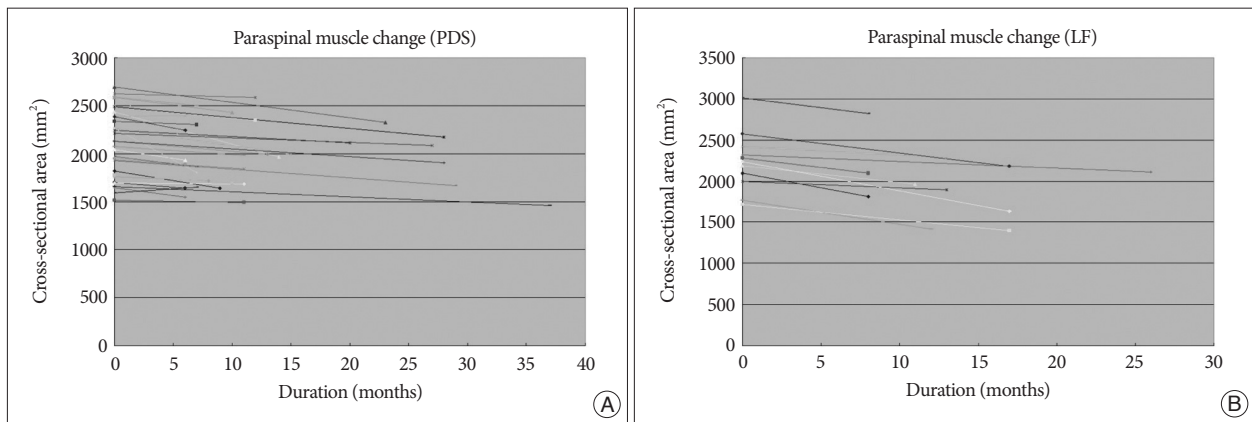 Paraspinal muscle change (PDS)
Cross-sectional area (mm²)
3000
2500
2000
1500
1000
500
0
0 5 10 15 20 25 30 35 40
Duration (months)
A
Paraspinal muscle change (LF)
Cross-sectional area (mm²)
3500
3000
2500
2000
1500
1000
500
0
0 5 10 15 20 25 30
Duration (months)
B